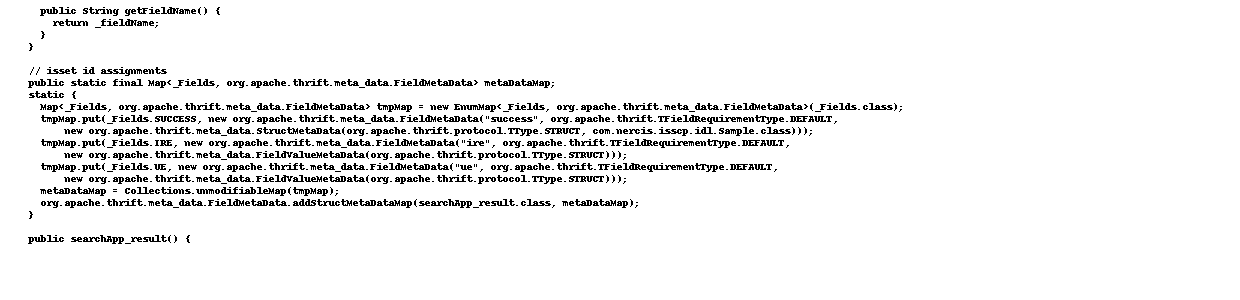 public String getFieldName() {
return _fieldName;
}
}
// isset id assignments
public static final Map<_Fields, org.apache.thrift.meta_data.FieldMetaData> metaDataMap;
static {
Map<_Fields, org.apache.thrift.meta_data.FieldMetaData> tmpMap = new EnumMap<_Fields, org.apache.thrift.meta_data.FieldMetaData>(_Fields.class);
tmpMap.put(_Fields.SUCCESS, new org.apache.thrift.meta_data.FieldMetaData("success", org.apache.thrift.TFieldRequirementType.DEFAULT,
new org.apache.thrift.meta_data.StructMetaData(org.apache.thrift.protocol.TType.STRUCT, com.nercis.isscp.idl.Sample.class)));
tmpMap.put(_Fields.IRE, new org.apache.thrift.meta_data.FieldMetaData("ire", org.apache.thrift.TFieldRequirementType.DEFAULT,
new org.apache.thrift.meta_data.FieldValueMetaData(org.apache.thrift.protocol.TType.STRUCT)));
tmpMap.put(_Fields.UE, new org.apache.thrift.meta_data.FieldMetaData("ue", org.apache.thrift.TFieldRequirementType.DEFAULT,
new org.apache.thrift.meta_data.FieldValueMetaData(org.apache.thrift.protocol.TType.STRUCT)));
metaDataMap = Collections.unmodifiableMap(tmpMap);
org.apache.thrift.meta_data.FieldMetaData.addStructMetaDataMap(searchApp_result.class, metaDataMap);
}
public searchApp_result() {